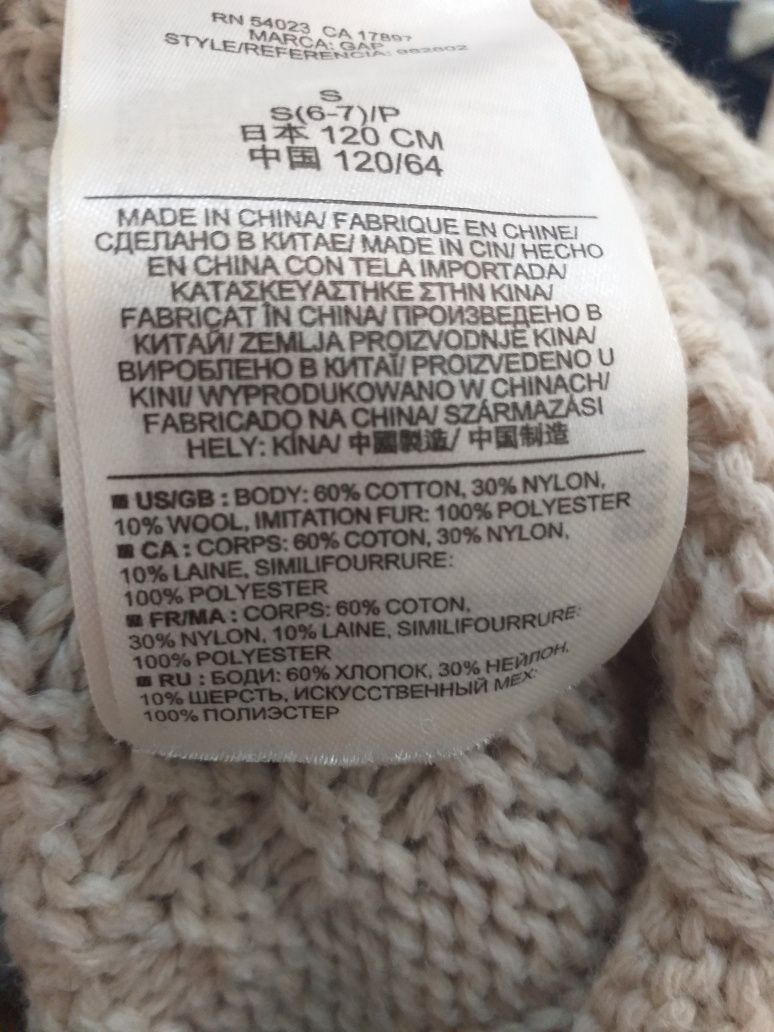 RN 54023 CA 17897
MARCA: GAP
STYLE/REFERENCIA:
S
S(6-7)/P
日本 120 CM
中国 120/64
MADE IN CHINA/ FABRIQUE EN CHINE/
СДЕЛАНО В КИТАЕ/ MADE IN CIN/ HECHO
EN CHINA CON TELA IMPORTADA/
ΚΑΤΑΣΚΕΥΑΣΤΗΚΕ ΣΤΗΝ ΚΙΝΑ/
FABRICAT ÎN CHINA/ ПРОИЗВЕДЕНО В
КИТАЙ/ ZEMLJA PROIZVODNJE KINA/
ВИРОБЛЕНО В КИТАЇ/ PROIZVEDENO U
KINI/ WYPRODUKOWANO W CHINACH/
FABRICADO NA CHINA/ SZÁRMAZÁSI
HELY: KÍNA/ 中國製造/ 中国制造
■ US/GB : BODY: 60% COTTON, 30% NYLON,
10% WOOL, IMITATION FUR: 100% POLYESTER
■ CA : CORPS: 60% COTON, 30% NYLON,
10% LAINE, SIMILIFOURRURE:
100% POLYESTER
■ FR/MA : CORPS: 60% COTON,
30% NYLON, 10% LAINE, SIMILIFOURRURE:
100% POLYESTER
■ RU : БОДИ: 60% ХЛОПОК, 30% НЕЙЛОН,
10% ШЕРСТЬ, ИСКУССТВЕННЫЙ МЕХ:
100% ПОЛИЭСТЕР